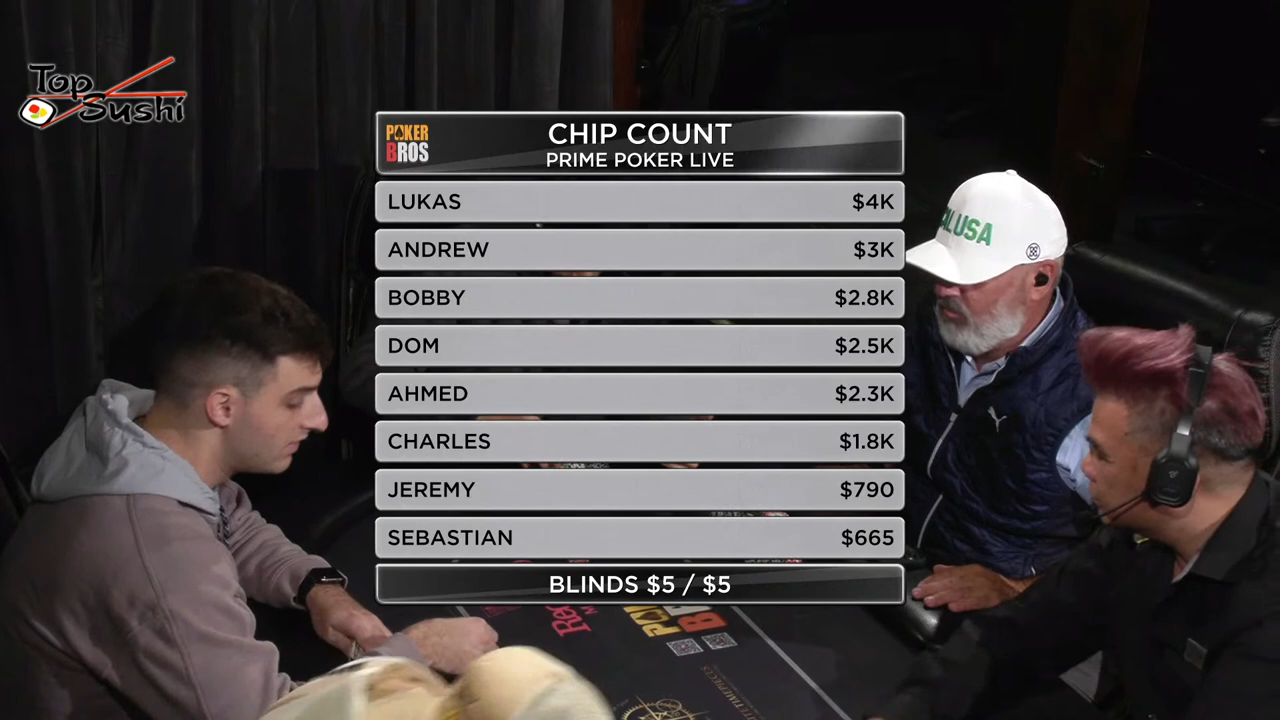 Top
Sushi
POKER
BROS
CHIP COUNT
PRIME POKER LIVE
LUKAS $4K
ANDREW $3K
BOBBY $2.8K
DOM $2.5K
AHMED $2.3K
CHARLES $1.8K
JEREMY $790
SEBASTIAN $665
BLINDS $5 / $5
USA